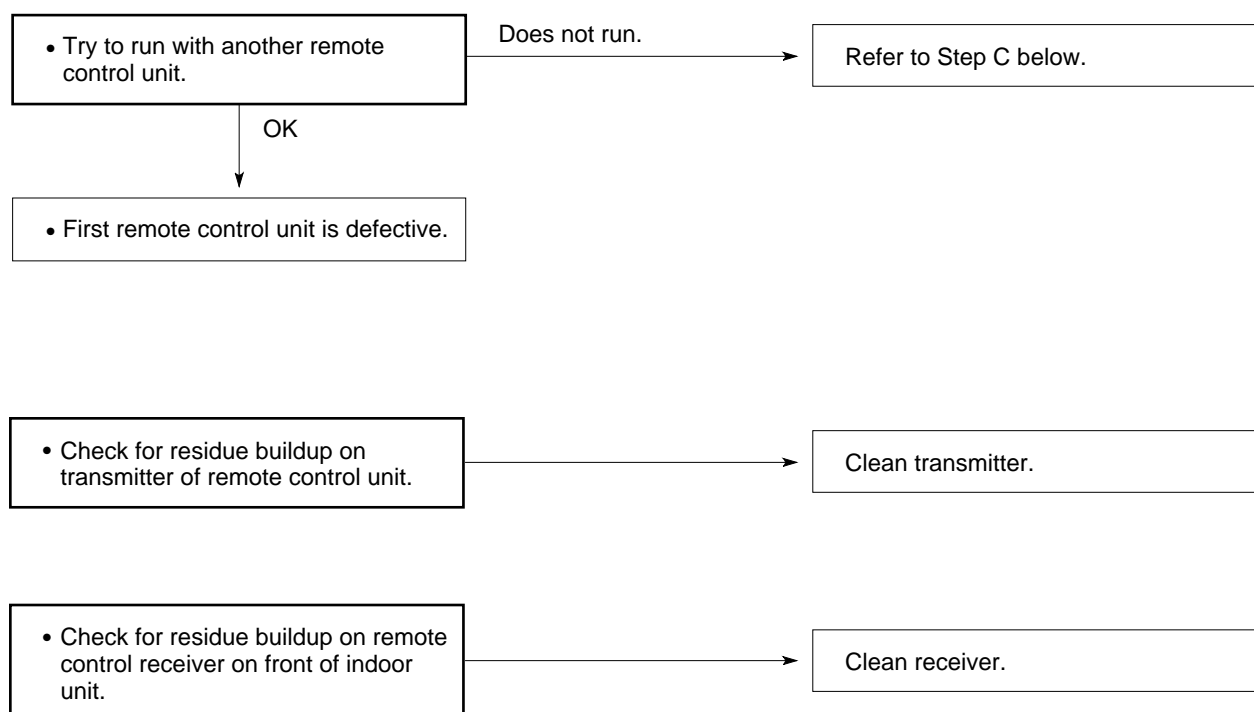 • Try to run with another remote
control unit.
Does not run.
Refer to Step C below.
OK
• First remote control unit is defective.
• Check for residue buildup on
transmitter of remote control unit.
Clean transmitter.
• Check for residue buildup on remote
control receiver on front of indoor
unit.
Clean receiver.